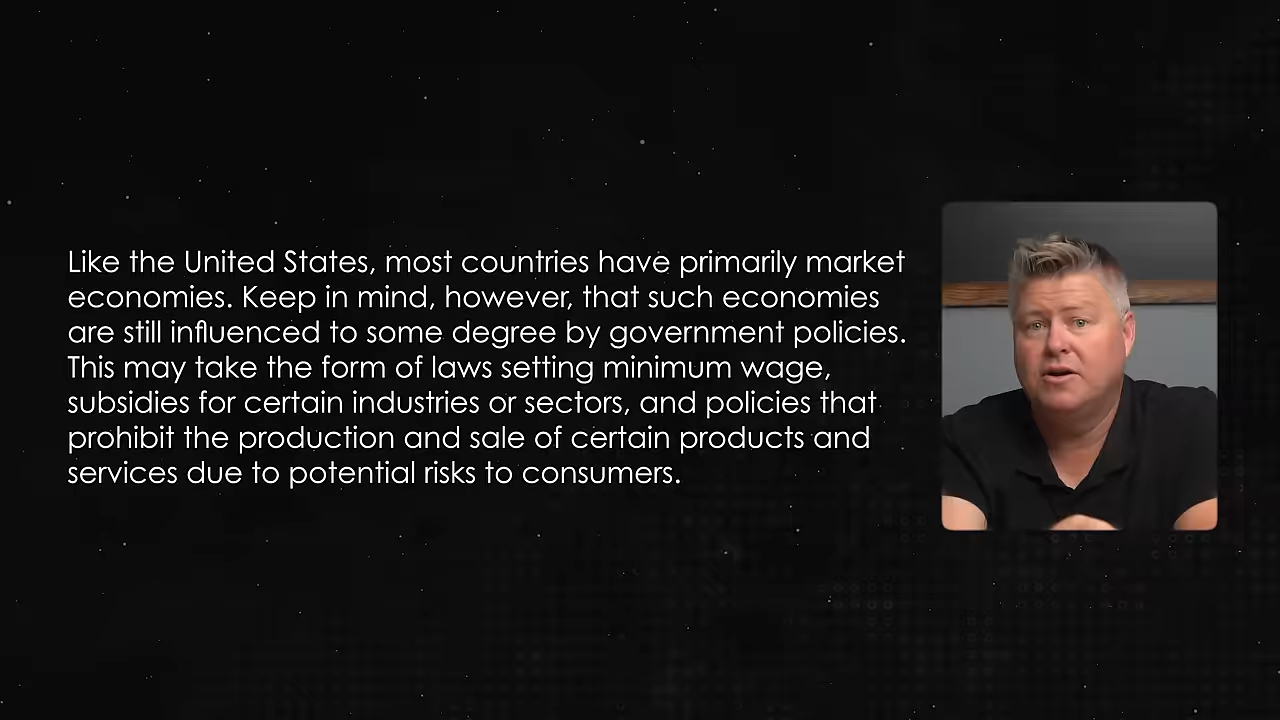 Like the United States, most countries have primarily market
economies. Keep in mind, however, that such economies
are still influenced to some degree by government policies.
This may take the form of laws setting minimum wage,
subsidies for certain industries or sectors, and policies that
prohibit the production and sale of certain products and
services due to potential risks to consumers.